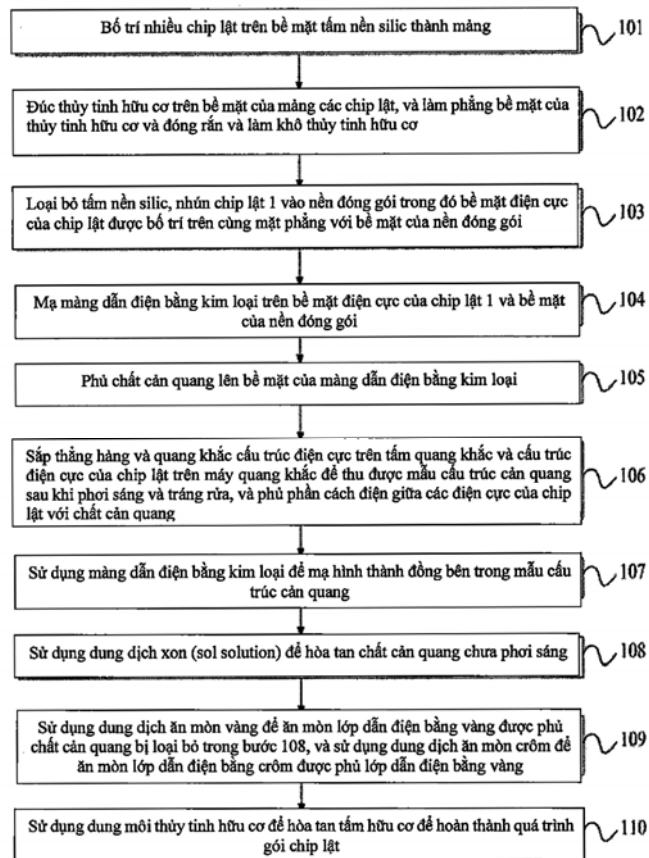 Bố trí nhiều chip lật trên bề mặt tấm nền silic thành mảng
101
Đúc thủy tinh hữu cơ trên bề mặt của mảng các chip lật, và làm phẳng bề mặt của
thủy tinh hữu cơ và đóng rắn và làm khô thủy tinh hữu cơ
102
Loại bỏ tấm nền silic, nhún chip lật 1 vào nền đóng gói trong đó bề mặt điện cực
của chip lật được bố trí trên cùng mặt phẳng với bề mặt của nền đóng gói
103
Mạ màng dẫn điện bằng kim loại trên bề mặt điện cực của chip lật 1 và bề mặt
của nền đóng gói
104
Phủ chất cản quang lên bề mặt của màng dẫn điện bằng kim loại
105
Sắp thẳng hàng và quang khắc cấu trúc điện cực trên tấm quang khắc và cấu trúc
điện cực của chip lật trên máy quang khắc để thu được mẫu cấu trúc cản quang
sau khi phơi sáng và tráng rửa, và phủ phần cách điện giữa các điện cực của chip
lật với chất cản quang
106
Sử dụng màng dẫn điện bằng kim loại để mạ hình thành đồng bên trong mẫu cấu
trúc cản quang
107
Sử dụng dung dịch xon (sol solution) để hòa tan chất cản quang chưa phơi sáng
108
Sử dụng dung dịch ăn mòn vàng để ăn mòn lớp dẫn điện bằng vàng được phủ
chất cản quang bị loại bỏ trong bước 108, và sử dụng dung dịch ăn mòn crôm để
ăn mòn lớp dẫn điện bằng crôm được phủ lớp dẫn điện bằng vàng
109
Sử dụng dung môi thủy tinh hữu cơ để hòa tan tấm hữu cơ để hoàn thành quá trình
gói chip lật
110